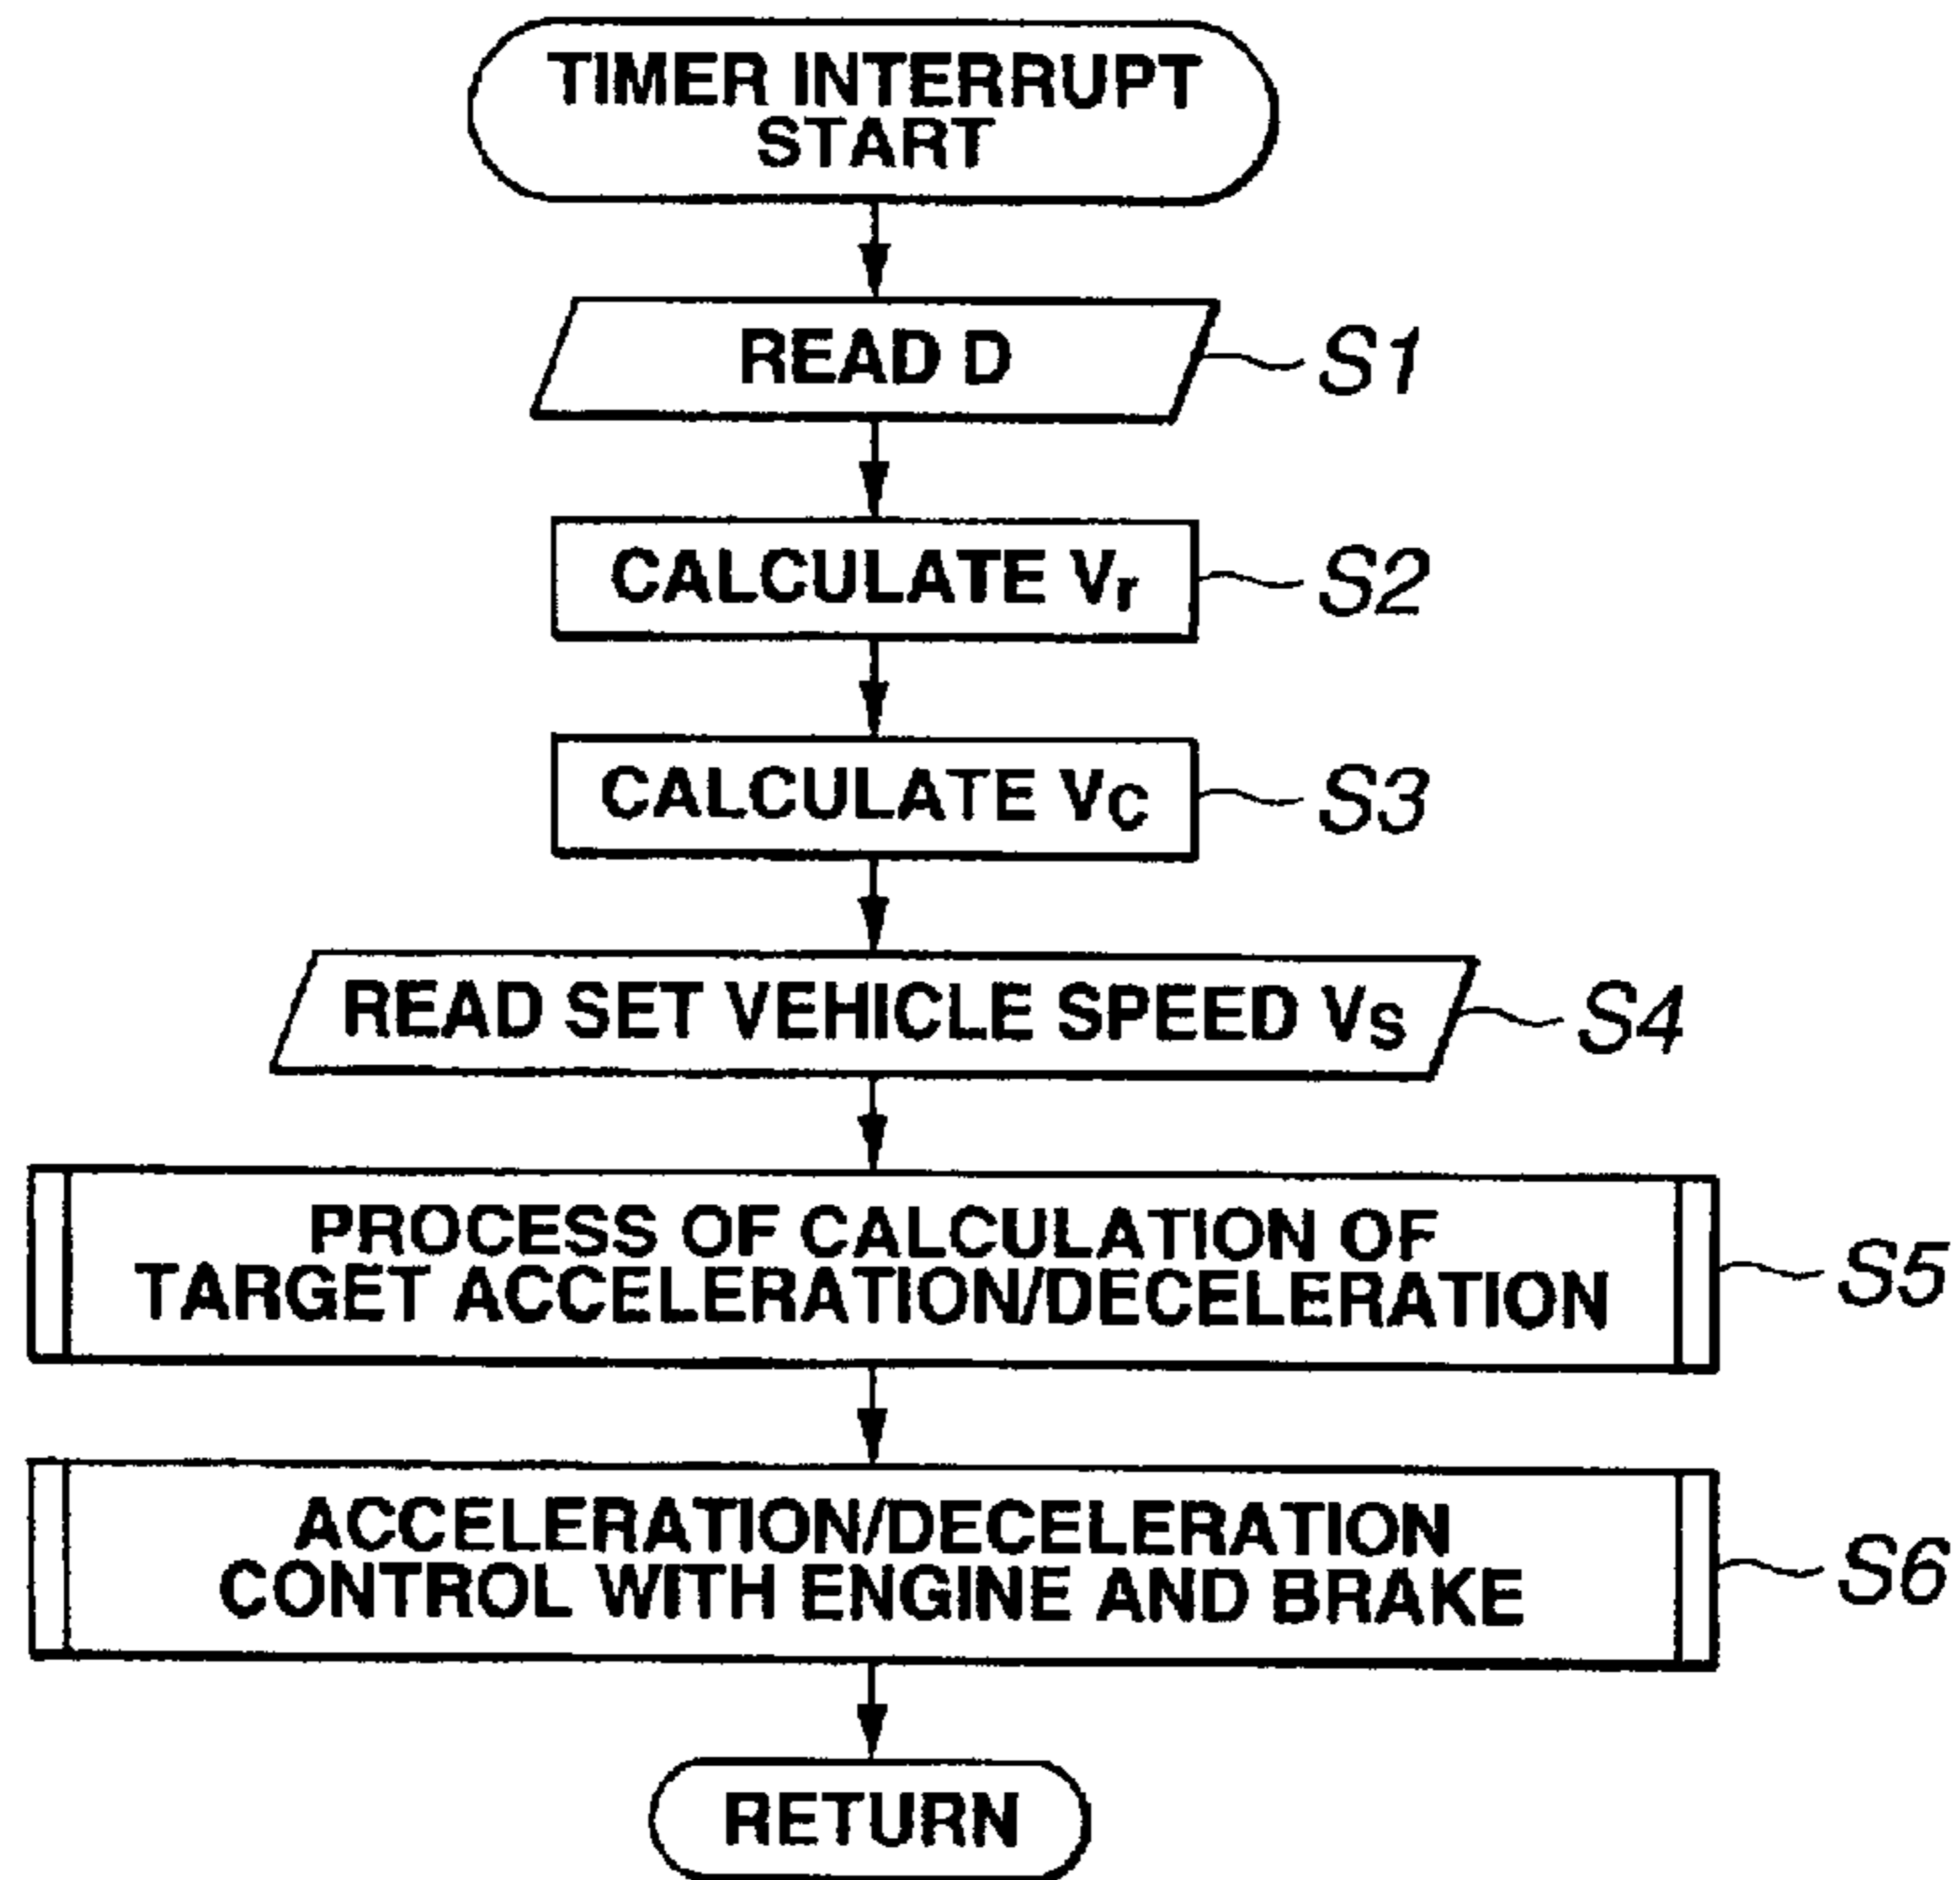 TIMER INTERRUPT
START
READ D S1
CALCULATE Vr S2
CALCULATE VC S3
READ SET VEHICLE SPEED VS S4
PROCESS OF CALCULATION OF
TARGET ACCELERATION/DECELERATION S5
ACCELERATION/DECELERATION
CONTROL WITH ENGINE AND BRAKE S6
RETURN